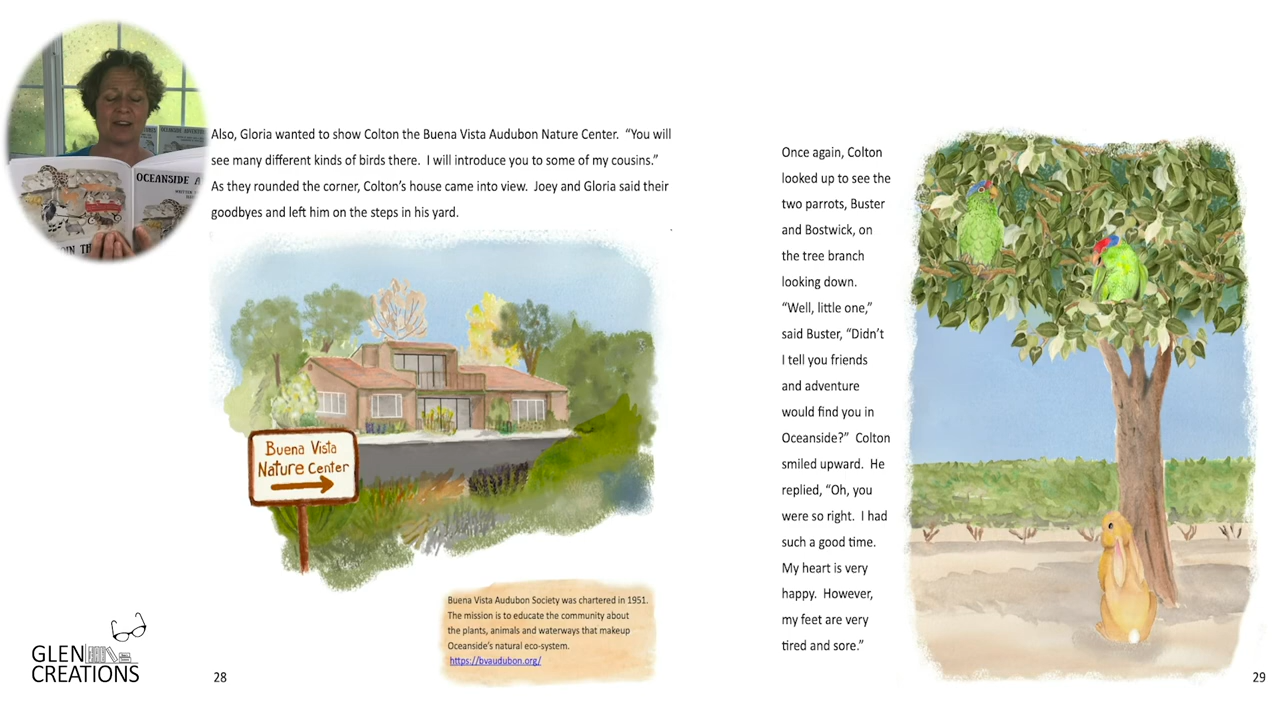 OCEANSIDE A
Also, Gloria wanted to show Colton the Buena Vista Audubon Nature Center.  “You will
see many different kinds of birds there.  I will introduce you to some of my cousins.”
As they rounded the corner, Colton’s house came into view.  Joey and Gloria said their
goodbyes and left him on the steps in his yard.
Buena Vista
Nature Center
Buena Vista Audubon Society was chartered in 1951.
The mission is to educate the community about
the plants, animals and waterways that makeup
Oceanside’s natural eco-system.
https://bvaudubon.org/
GLEN
CREATIONS
28
Once again, Colton
looked up to see the
two parrots, Buster
and Bostwick, on
the tree branch
looking down.
“Well, little one,”
said Buster, “Didn’t
I tell you friends
and adventure
would find you in
Oceanside?”  Colton
smiled upward.  He
replied, “Oh, you
were so right.  I had
such a good time.
My heart is very
happy.  However,
my feet are very
tired and sore.”
29